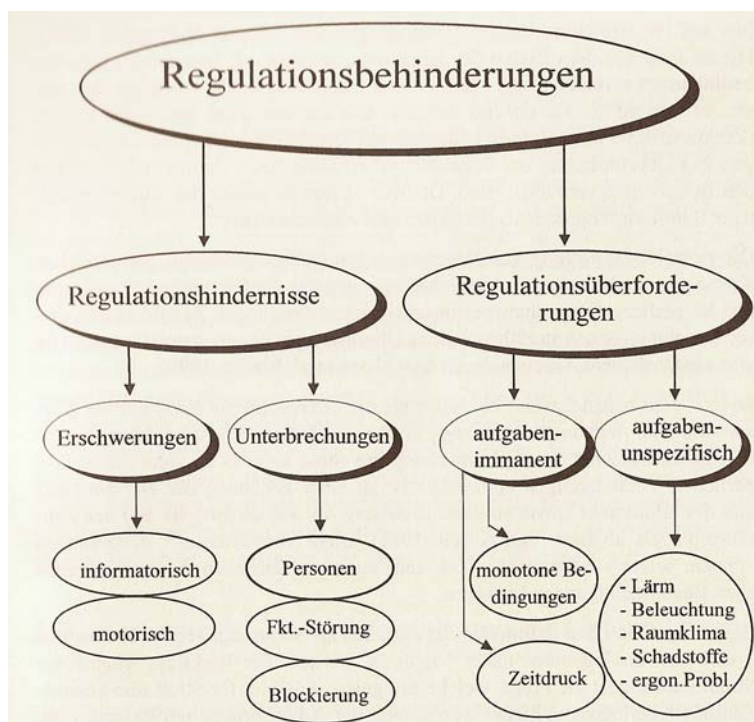 Regulationsbehinderungen
Regulationshindernisse
Regulationsüberforde-
rungen
Erschwerungen
Unterbrechungen
aufgaben-
immanent
aufgaben-
unspezifisch
informatorisch
motorisch
Personen
Fkt.-Störung
Blockierung
monotone Be-
dingungen
Zeitdruck
- Lärm
- Beleuchtung
- Raumklima
- Schadstoffe
- ergon.Probl.